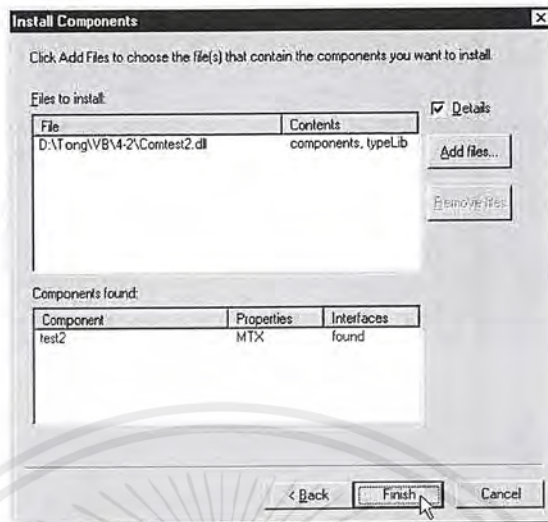 Install Components
Click Add Files to choose the file(s) that contain the components you want to install.
Files to install:
Details
File Contents
D:\Tong\VB\4-2\Comtest2.dll components, typeLib
Add files...
Remove files
Components found:
Component Properties Interfaces
test2 MTX found
< Back Finish Cancel